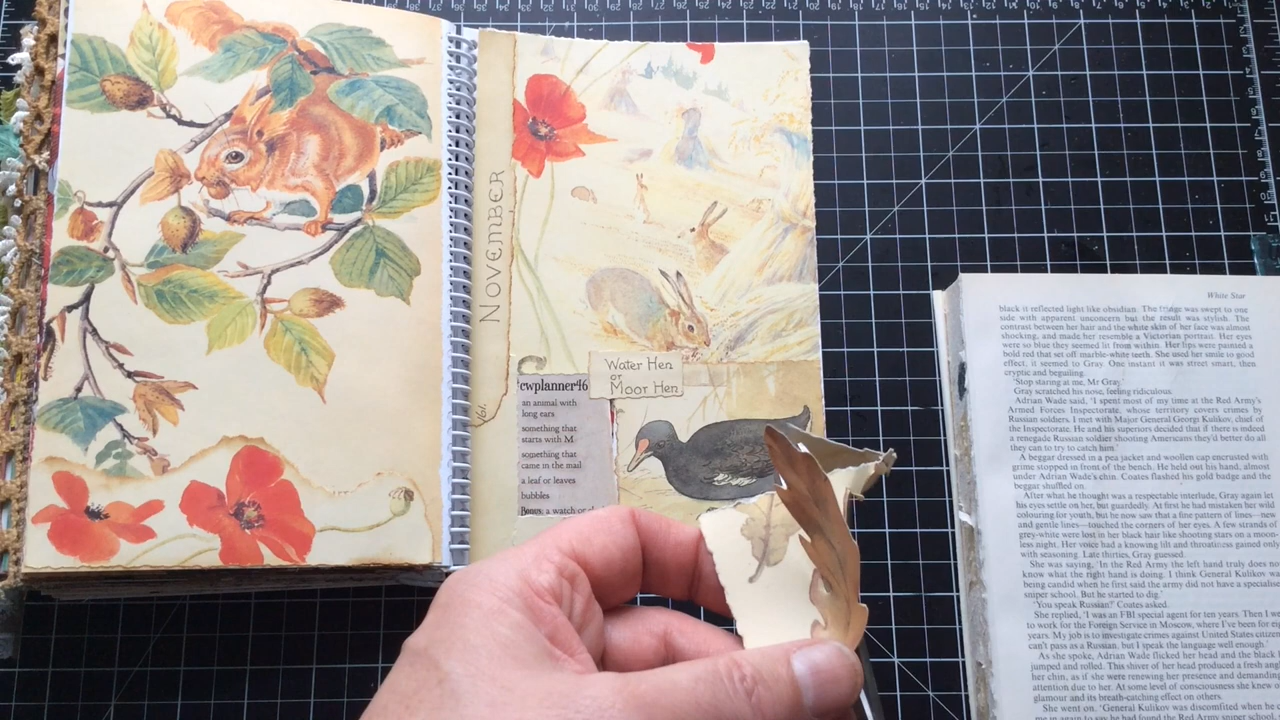 NOVEMBER
Water Hen
or
Moor Hen
cwplanner46
an animal with
long ears
something that
starts with M
something that
came in the mail
a leaf or leaves
bubbles
Bonus: a watch or
White Star
black it reflected light like obsidian. The fringe was swept to one
side with apparent unconcern but the result was stylish. The
contrast between her hair and the white skin of her face was almost
shocking, and made her resemble a Victorian portrait. Her eyes
were so blue they seemed lit from within. Her lips were painted a
bold red that set off marble-white teeth. She used her smile to good
effect, it seemed to Gray. One instant it was street smart, then
cryptic and beguiling.
'Stop staring at me, Mr Gray.'
Gray scratched his nose, feeling ridiculous.
Adrian Wade said, 'I spent most of my time at the Red Army's
Armed Forces Inspectorate, whose territory covers crimes by
Russian soldiers. I met with Major General Georgi Kulikov, chief of
the Inspectorate. He and his superiors decided that if there indeed
a renegade Russian soldier shooting Americans they'd better do all
they can to try to catch him.'
A beggar dressed in a pea jacket and woollen cap encrusted with
grime stopped in front of the bench. He held out his hand, almost
under Adrian Wade's chin. Coates flashed his gold badge and the
beggar shuffled on.
After what he thought was a respectable interlude, Gray again let
his eyes settle on her, but guardedly. At first he had mistaken her wild
colouring for youth, but he now saw that a fine pattern of lines—new
and gentle lines—touched the corners of her eyes. A few strands of
grey-white were lost in her black hair like shooting stars on a moon-
less night. Her voice had a knowing lilt and throatiness gained only
with seasoning. Late thirties, Gray guessed.
She was saying, 'In the Red Army the left hand truly does no
know what the right hand is doing. I think General Kulikov wa
being candid when he first said the army did not have a specialise
sniper school. But he started to dig.'
'You speak Russian?' Coates asked.
She replied, 'I was an FBI special agent for ten years. Then I w
to work for the Foreign Service in Moscow, where I've been for eig
years. My job is to investigate crimes against United States citizen
can't pass as a Russian, but I speak the language well enough.'
As she spoke, Adrian Wade flicked her head and the black
jumped and rolled. This shiver of her head produced a fresh ang
her chin, as if she were renewing her presence and demanding
attention due to her. At some level of consciousness she knew o
glamour and its breath-catching effect on others.
She went on. 'General Kulikov was discomfited when he c